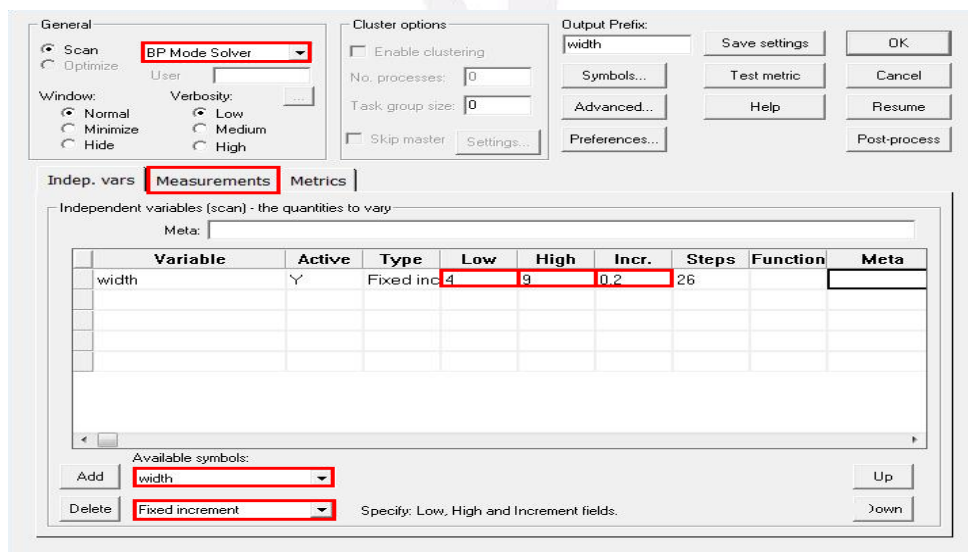 General
Scan
BP Mode Solver
Optimize
User
Window:
Verbosity:
...
Normal
Low
Minimize
Medium
Hide
High
Cluster options
Enable clustering
No. processes: 0
Task group size: 0
Skip master
Settings...
Output Prefix:
width
Save settings
OK
Symbols...
Test metric
Cancel
Advanced...
Help
Resume
Preferences...
Post-process
Indep. vars
Measurements
Metrics
Independent variables (scan) - the quantities to vary
Meta:
Variable Active Type Low High Incr. Steps Function Meta
width Y Fixed inc 4 9 0.2 26
Available symbols:
Add
width
Up
Delete
Fixed increment
Specify: Low, High and Increment fields.
Down